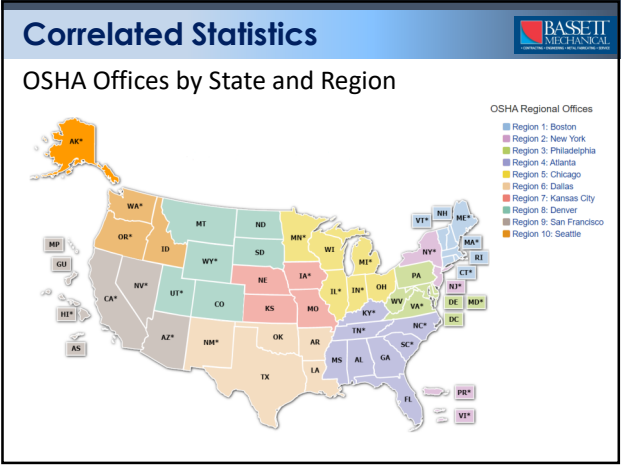 Correlated Statistics
BASSETT
MECHANICAL
• CONTRACTING • ENGINEERING • METAL FABRICATING • SERVICE
OSHA Offices by State and Region
OSHA Regional Offices
Region 1: Boston
Region 2: New York
Region 3: Philadelphia
Region 4: Atlanta
Region 5: Chicago
Region 6: Dallas
Region 7: Kansas City
Region 8: Denver
Region 9: San Francisco
Region 10: Seattle
AK*
WA*
MT
ND
MN*
VT*
NH
ME*
OR*
ID
SD
WI
MI*
NY*
MA*
RI
MP
WY*
CT*
GU
NV*
NE
IA*
IL*
IN*
OH
PA
NJ*
CA*
UT*
CO
KS
MO
WV
VA*
DE
MD*
HI*
KY*
DC
AZ*
NM*
OK
AR
TN*
NC*
SC*
AS
TX
LA
MS
AL
GA
FL
PR*
VI*